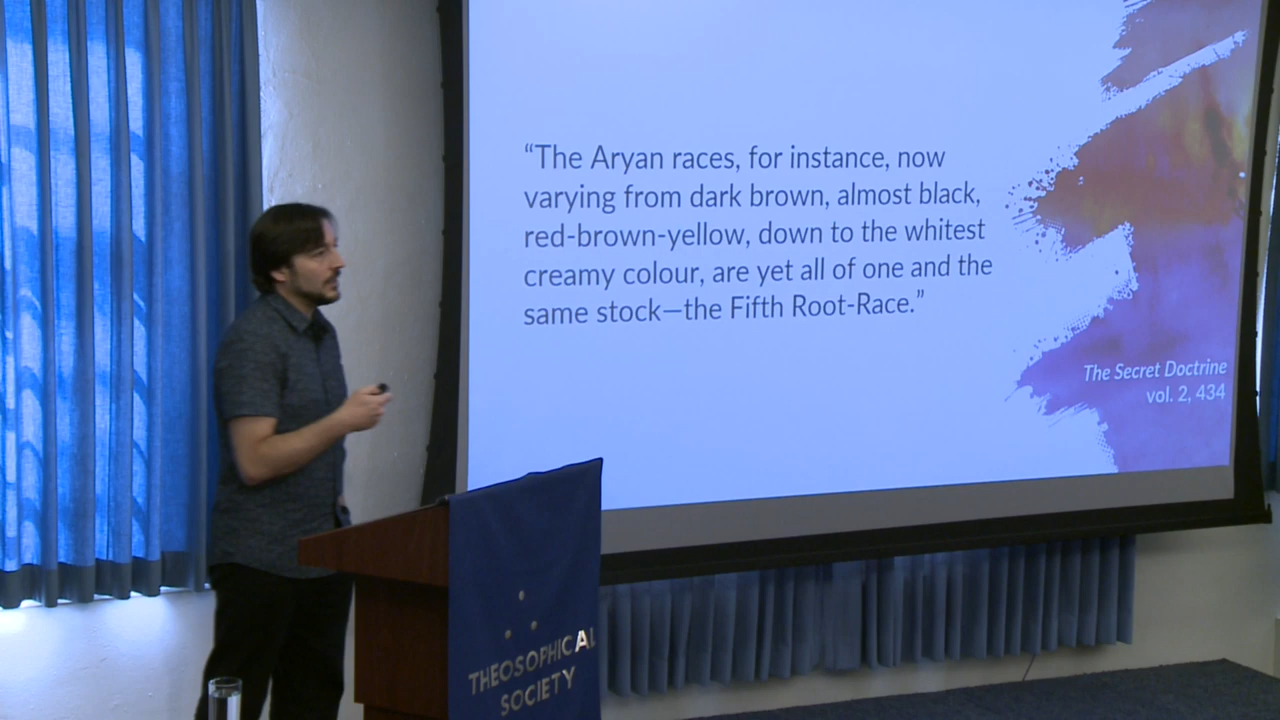 “The Aryan races, for instance, now
varying from dark brown, almost black,
red-brown-yellow, down to the whitest
creamy colour, are yet all of one and the
same stock—the Fifth Root-Race.”
The Secret Doctrine
vol. 2, 434
THEOSOPHICAL
SOCIETY